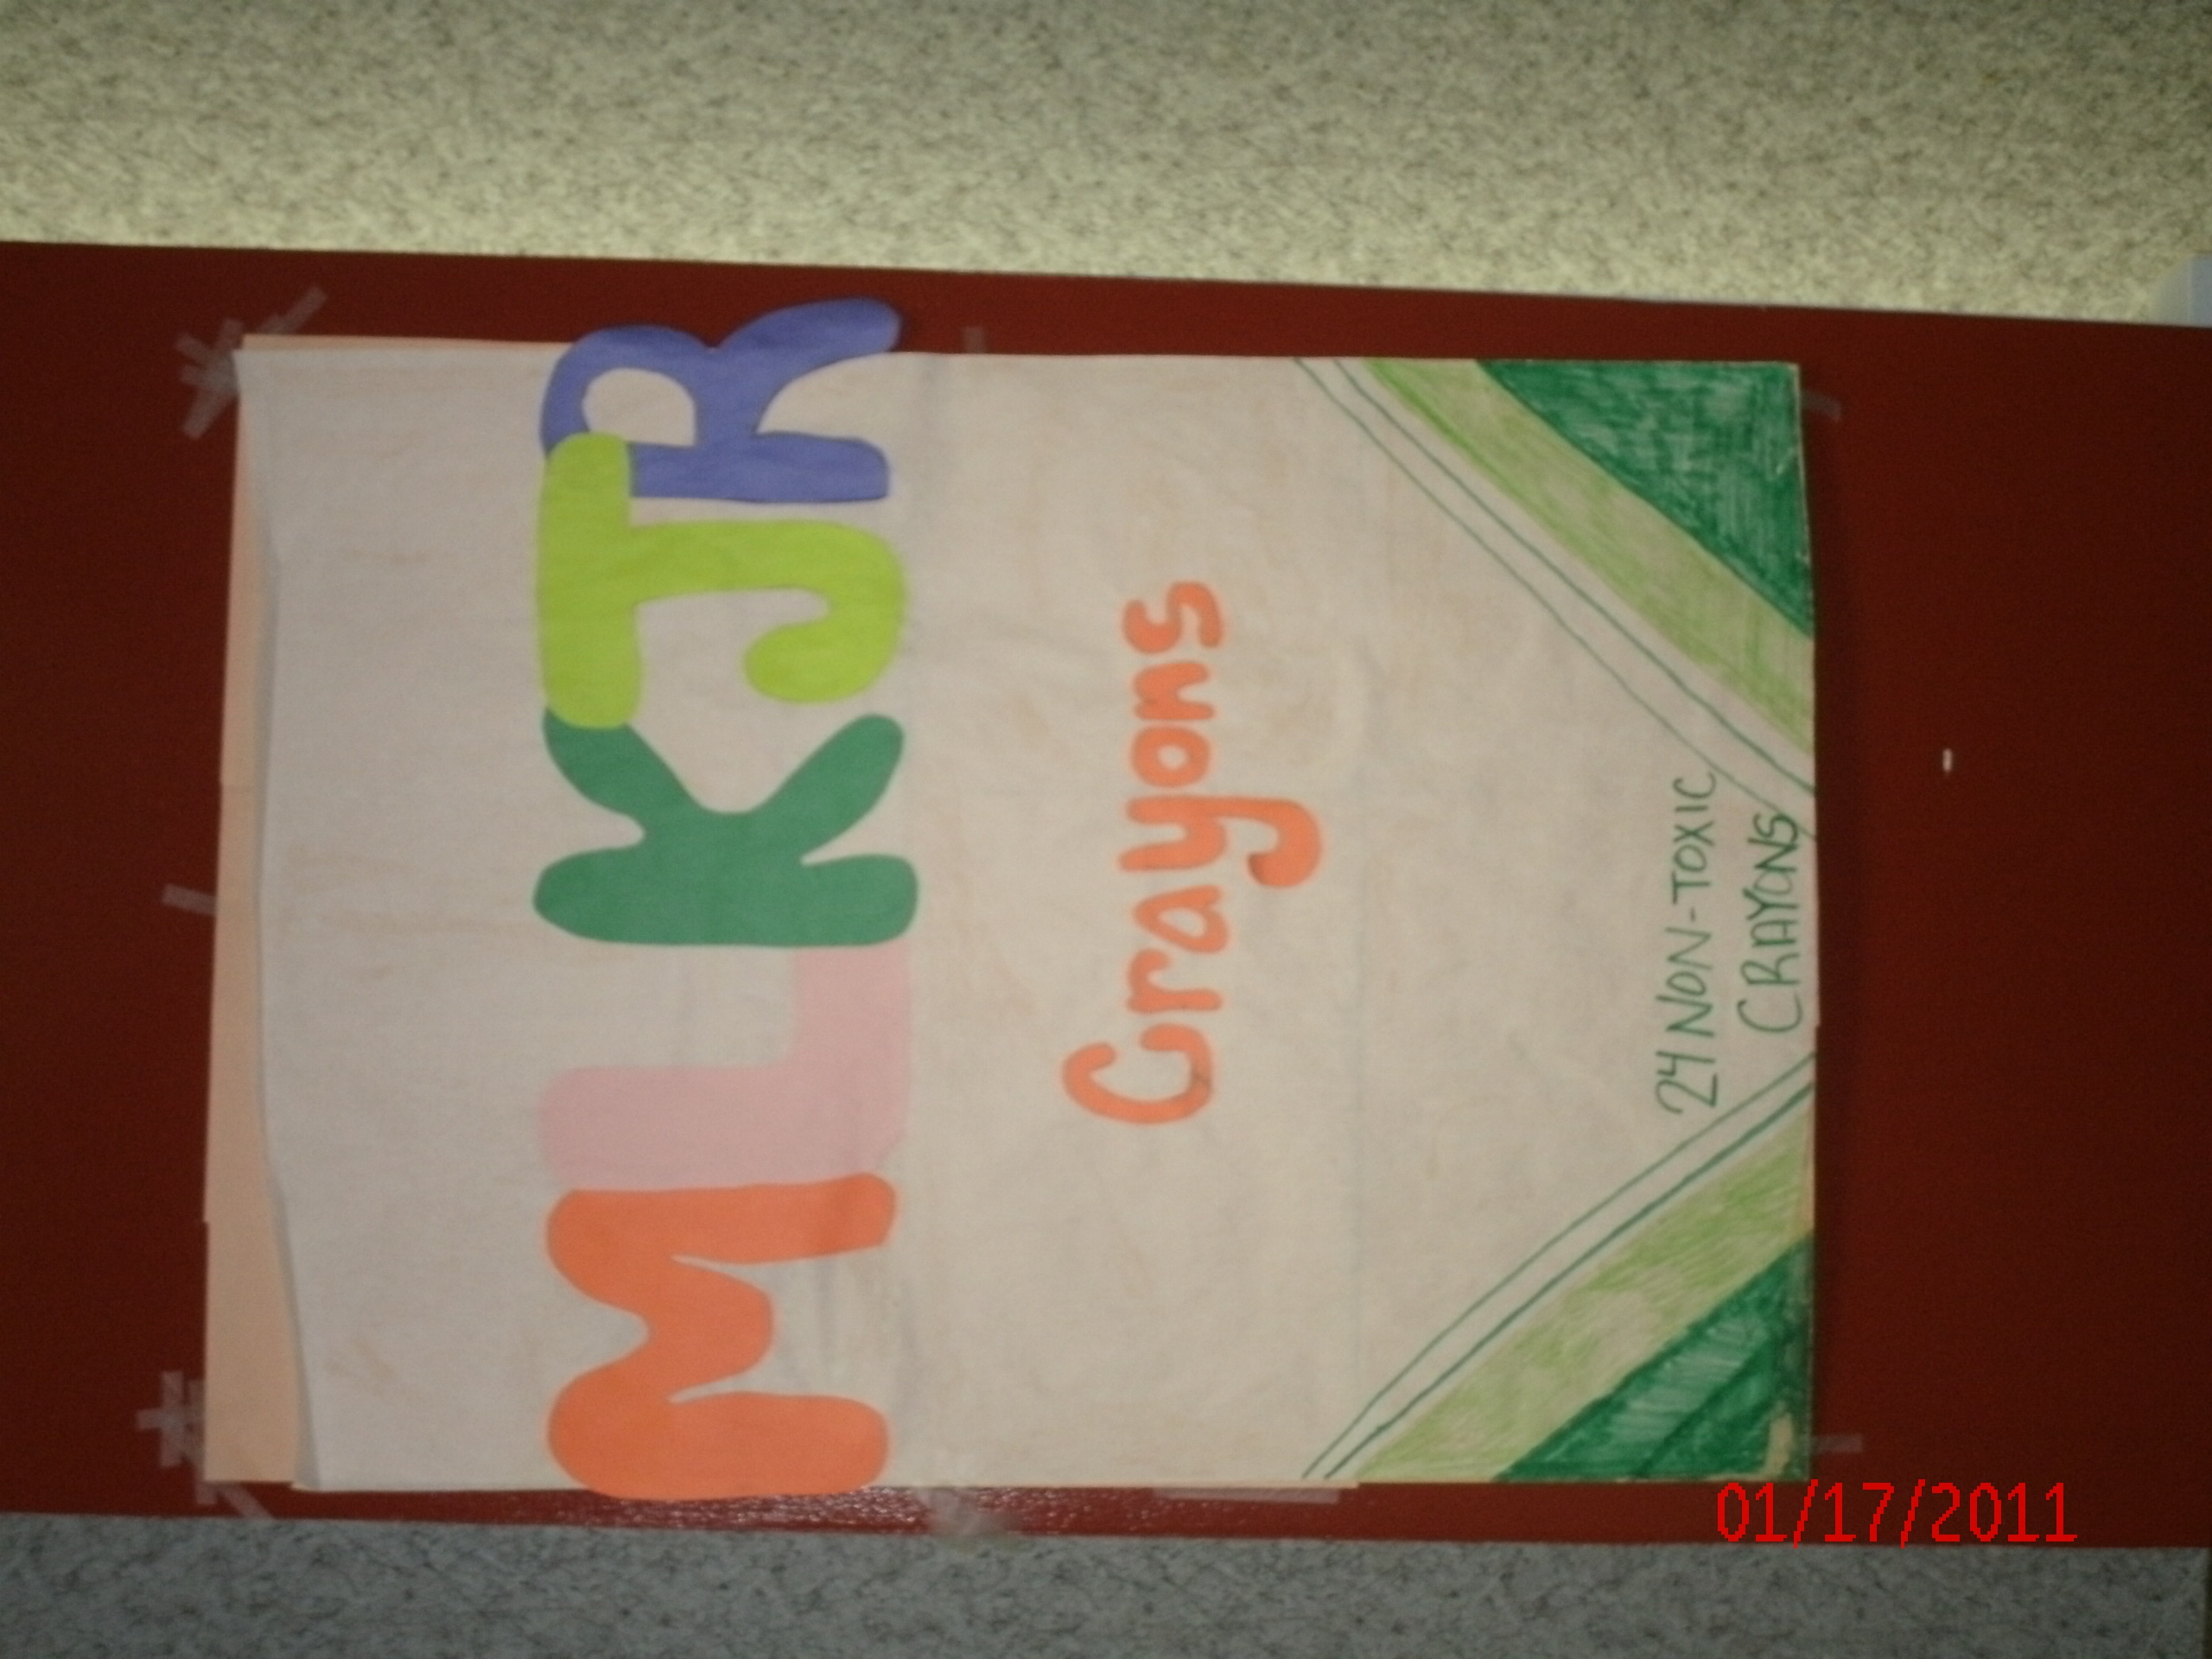 MLKJR
Crayons
24 NON-TOXIC
CRAYONS
01/17/2011